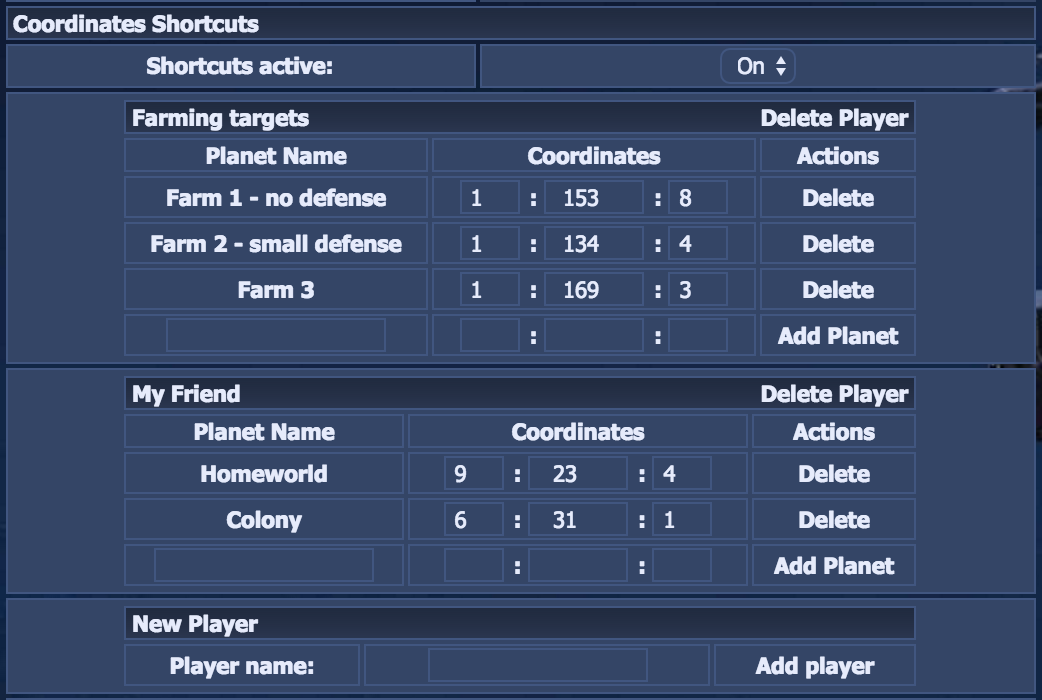 Coordinates Shortcuts
Shortcuts active: On
Farming targets Delete Player
Planet Name Coordinates Actions
Farm 1 - no defense 1 : 153 : 8 Delete
Farm 2 - small defense 1 : 134 : 4 Delete
Farm 3 1 : 169 : 3 Delete
: : Add Planet
My Friend Delete Player
Planet Name Coordinates Actions
Homeworld 9 : 23 : 4 Delete
Colony 6 : 31 : 1 Delete
: : Add Planet
New Player
Player name: Add player